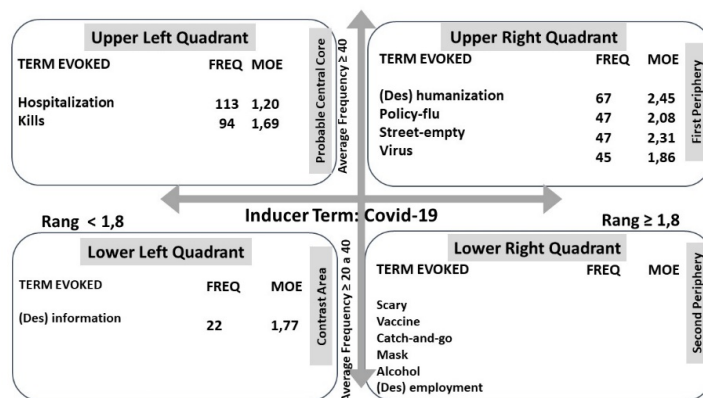 Upper Left Quadrant
TERM EVOKED FREQ MOE
Hospitalization 113 1,20
Kills 94 1,69
Probable Central Core
Average Frequency ≥ 40
Upper Right Quadrant
TERM EVOKED FREQ MOE
(Des) humanization 67 2,45
Policy-flu 47 2,08
Street-empty 47 2,31
Virus 45 1,86
First Periphery
Rang < 1,8
Inducer Term: Covid-19
Rang ≥ 1,8
Lower Left Quadrant
TERM EVOKED FREQ MOE
(Des) information 22 1,77
Contrast Area
Average Frequency ≥ 20 a 40
Lower Right Quadrant
TERM EVOKED FREQ MOE
Scary
Vaccine
Catch-and-go
Mask
Alcohol
(Des) employment
Second Periphery